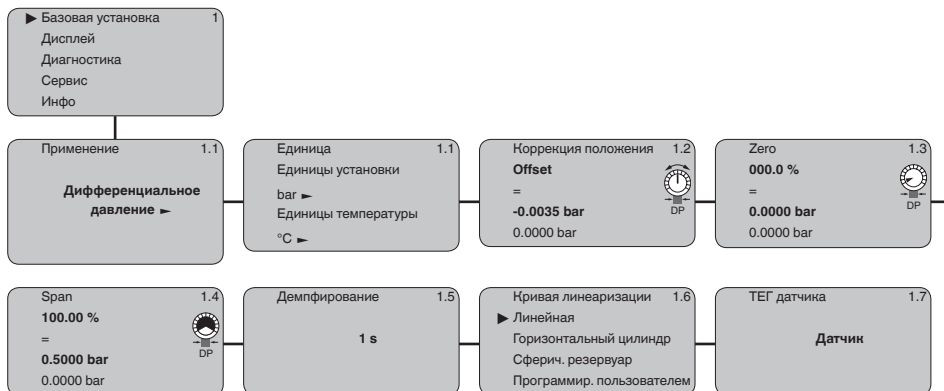 ▶ Базовая установка 1
Дисплей
Диагностика
Сервис
Инфо
Применение 1.1
Дифференциальное
давление ►
Единица 1.1
Единицы установки
bar ►
Единицы температуры
°C ►
Коррекция положения 1.2
Offset
=
-0.0035 bar
0.0000 bar
DP
Zero 1.3
000.0 %
=
0.0000 bar
0.0000 bar
DP
Span 1.4
100.00 %
=
0.5000 bar
0.0000 bar
DP
Демпфирование 1.5
1 s
Кривая линеаризации 1.6
▶ Линейная
Горизонтальный цилиндр
Сферич. резервуар
Программир. пользователем
ТЕГ датчика 1.7
Датчик